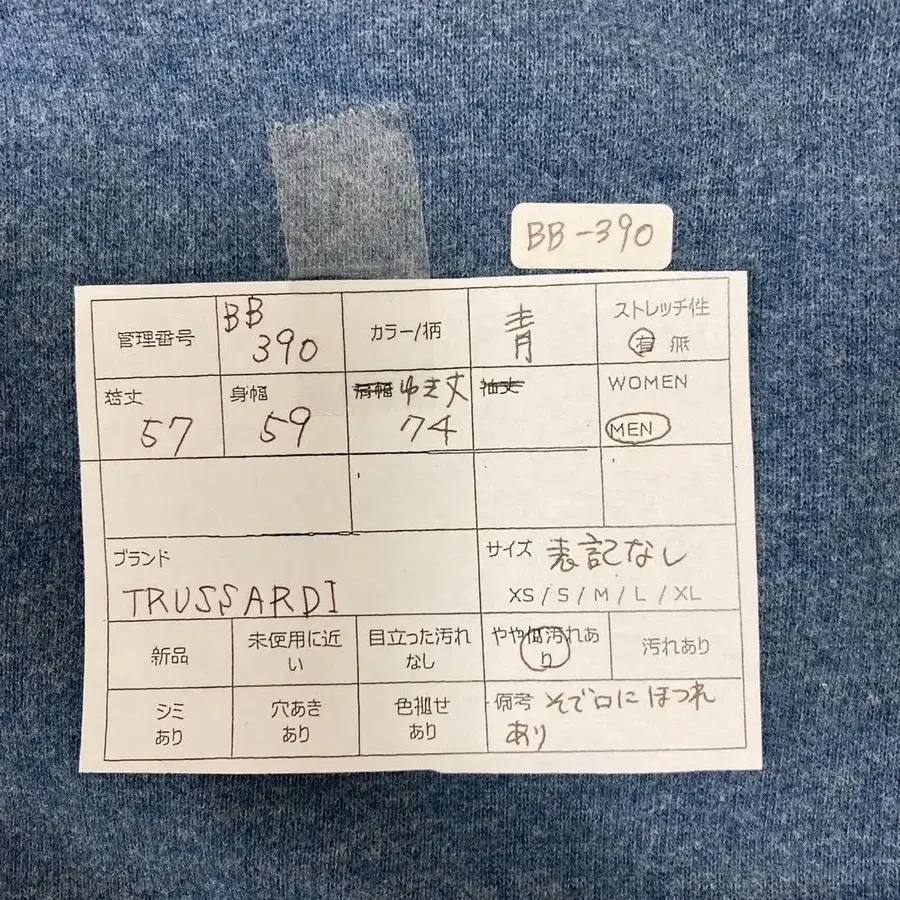 BB-390
管理番号
BB
390
カラー/柄
青
ストレッチ性
有 無
着丈
57
身幅
59
肩幅 ゆき丈
74
袖丈
WOMEN
MEN
ブランド
TRUSSARDI
サイズ 表記なし
XS / S / M / L / XL
新品
未使用に近
い
目立った汚れ
なし
やや傷汚れあ
り
汚れあり
シミ
あり
穴あき
あり
色褪せ
あり
備考 そで口にほつれ
あり